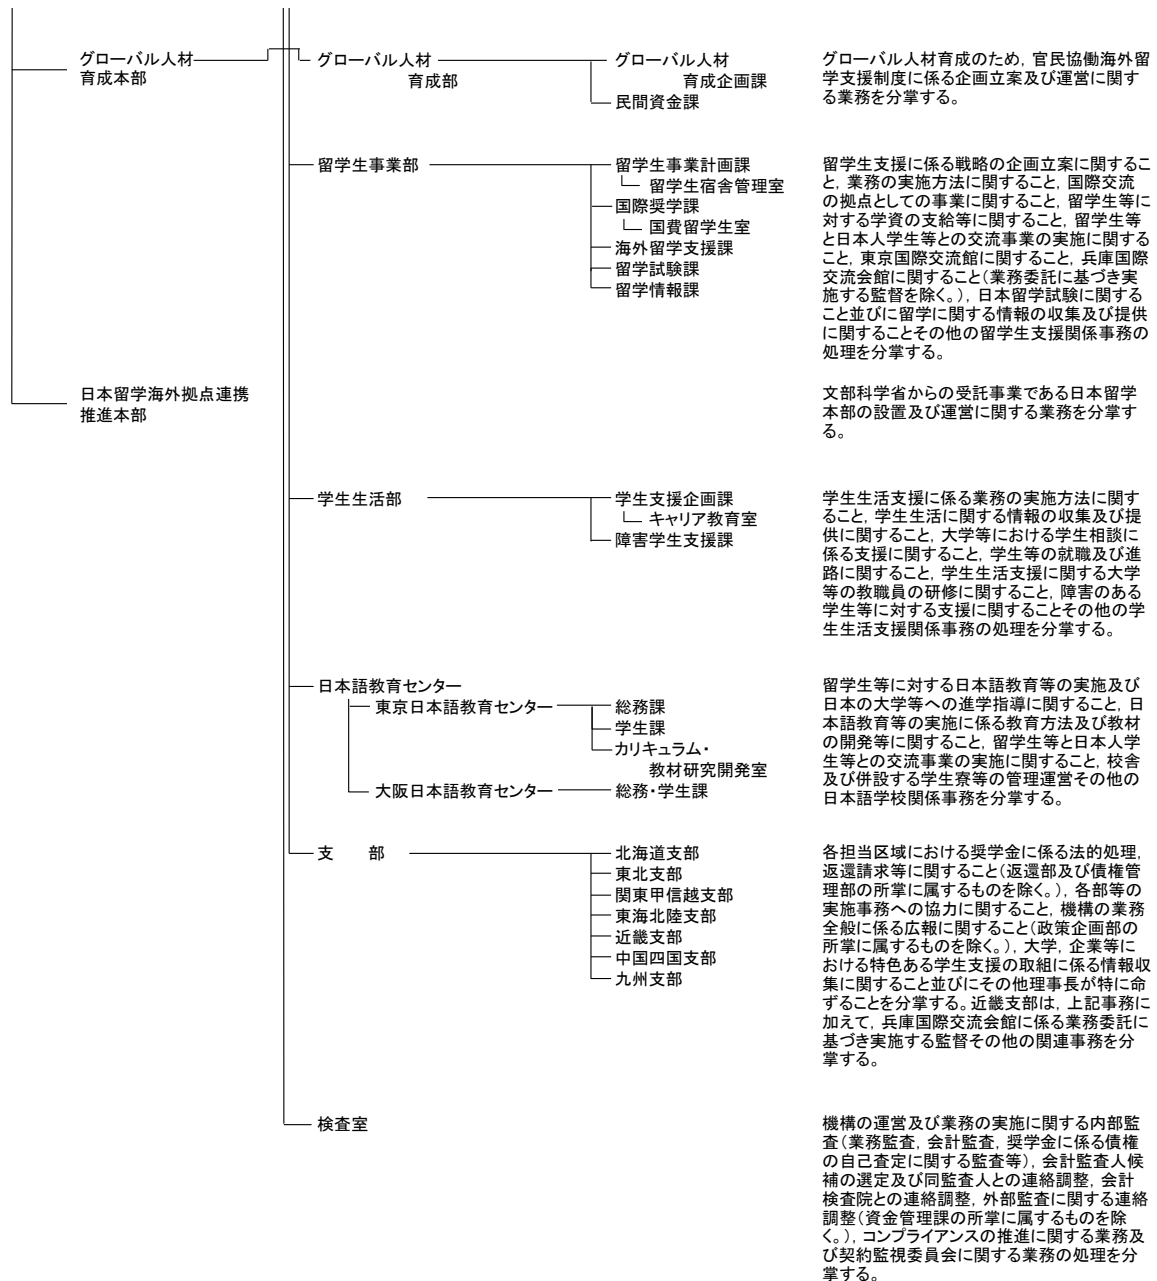 グローバル人材
育成本部
グローバル人材
育成部
グローバル人材
育成企画課
民間資金課
グローバル人材育成のため，官民協働海外留
学支援制度に係る企画立案及び運営に関す
る業務を分掌する。
留学生事業部
留学生事業計画課
留学生宿舎管理室
国際奨学課
国費留学生室
海外留学支援課
留学試験課
留学情報課
留学生支援に係る戦略の企画立案に関するこ
と，業務の実施方法に関すること，国際交流
の拠点としての事業に関すること，留学生等に
対する学資の支給等に関すること，留学生等
と日本人学生等との交流事業の実施に関する
こと，東京国際交流館に関すること，兵庫国際
交流会館に関すること（業務委託に基づき実
施する監督を除く。），日本留学試験に関する
こと並びに留学に関する情報の収集及び提供
に関することその他の留学生支援関係事務の
処理を分掌する。
日本留学海外拠点連携
推進本部
文部科学省からの受託事業である日本留学
本部の設置及び運営に関する業務を分掌す
る。
学生生活部
学生支援企画課
キャリア教育室
障害学生支援課
学生生活支援に係る業務の実施方法に関す
ること，学生生活に関する情報の収集及び提
供に関すること，大学等における学生相談に
係る支援に関すること，学生等の就職及び進
路に関すること，学生生活支援に関する大学
等の教職員の研修に関すること，障害のある
学生等に対する支援に関することその他の学
生生活支援関係事務の処理を分掌する。
日本語教育センター
東京日本語教育センター
総務課
学生課
カリキュラム・
教材研究開発室
大阪日本語教育センター
総務・学生課
留学生等に対する日本語教育等の実施及び
日本の大学等への進学指導に関すること，日
本語教育等の実施に係る教育方法及び教材
の開発等に関すること，留学生等と日本人学
生等との交流事業の実施に関すること，校舎
及び併設する学生寮等の管理運営その他の
日本語学校関係事務を分掌する。
支　　部
北海道支部
東北支部
関東甲信越支部
東海北陸支部
近畿支部
中国四国支部
九州支部
各担当区域における奨学金に係る法的処理，
返還請求等に関すること（返還部及び債権管
理部の所掌に属するものを除く。），各部等の
実施事務への協力に関すること，機構の業務
全般に係る広報に関すること（政策企画部の
所掌に属するものを除く。），大学，企業等に
おける特色ある学生支援の取組に係る情報収
集に関すること並びにその他理事長が特に命
ずることを分掌する。近畿支部は，上記事務に
加えて，兵庫国際交流会館に係る業務委託に
基づき実施する監督その他の関連事務を分
掌する。
検査室
機構の運営及び業務の実施に関する内部監
査（業務監査，会計監査，奨学金に係る債権
の自己査定に関する監査等），会計監査人候
補の選定及び同監査人との連絡調整，会計
検査院との連絡調整，外部監査に関する連絡
調整（資金管理課の所掌に属するものを除
く。），コンプライアンスの推進に関する業務及
び契約監視委員会に関する業務の処理を分
掌する。